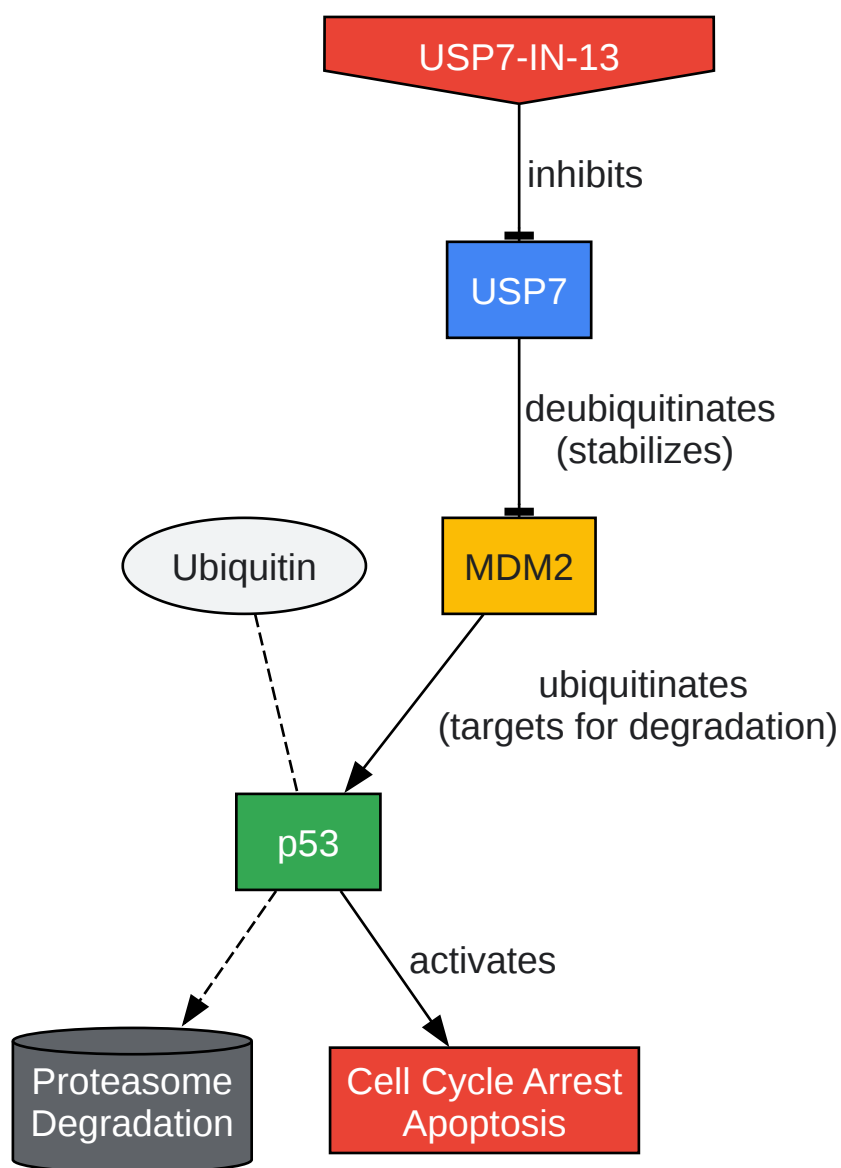 USP7-IN-13
inhibits
USP7
deubiquitinates
(stabilizes)
Ubiquitin
MDM2
ubiquitinates
(targets for degradation)
p53
activates
Proteasome
Degradation
Cell Cycle Arrest
Apoptosis